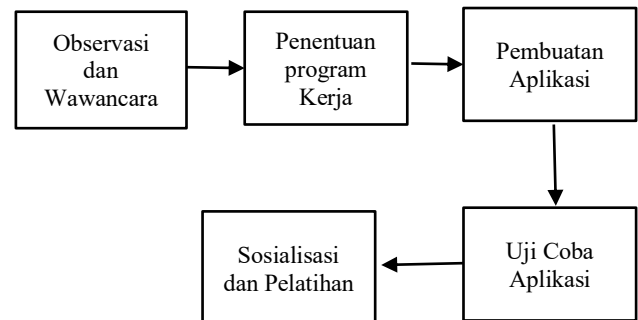 Observasi
dan
Wawancara
Penentuan
program
Kerja
Pembuatan
Aplikasi
Uji Coba
Aplikasi
Sosialisasi
dan Pelatihan